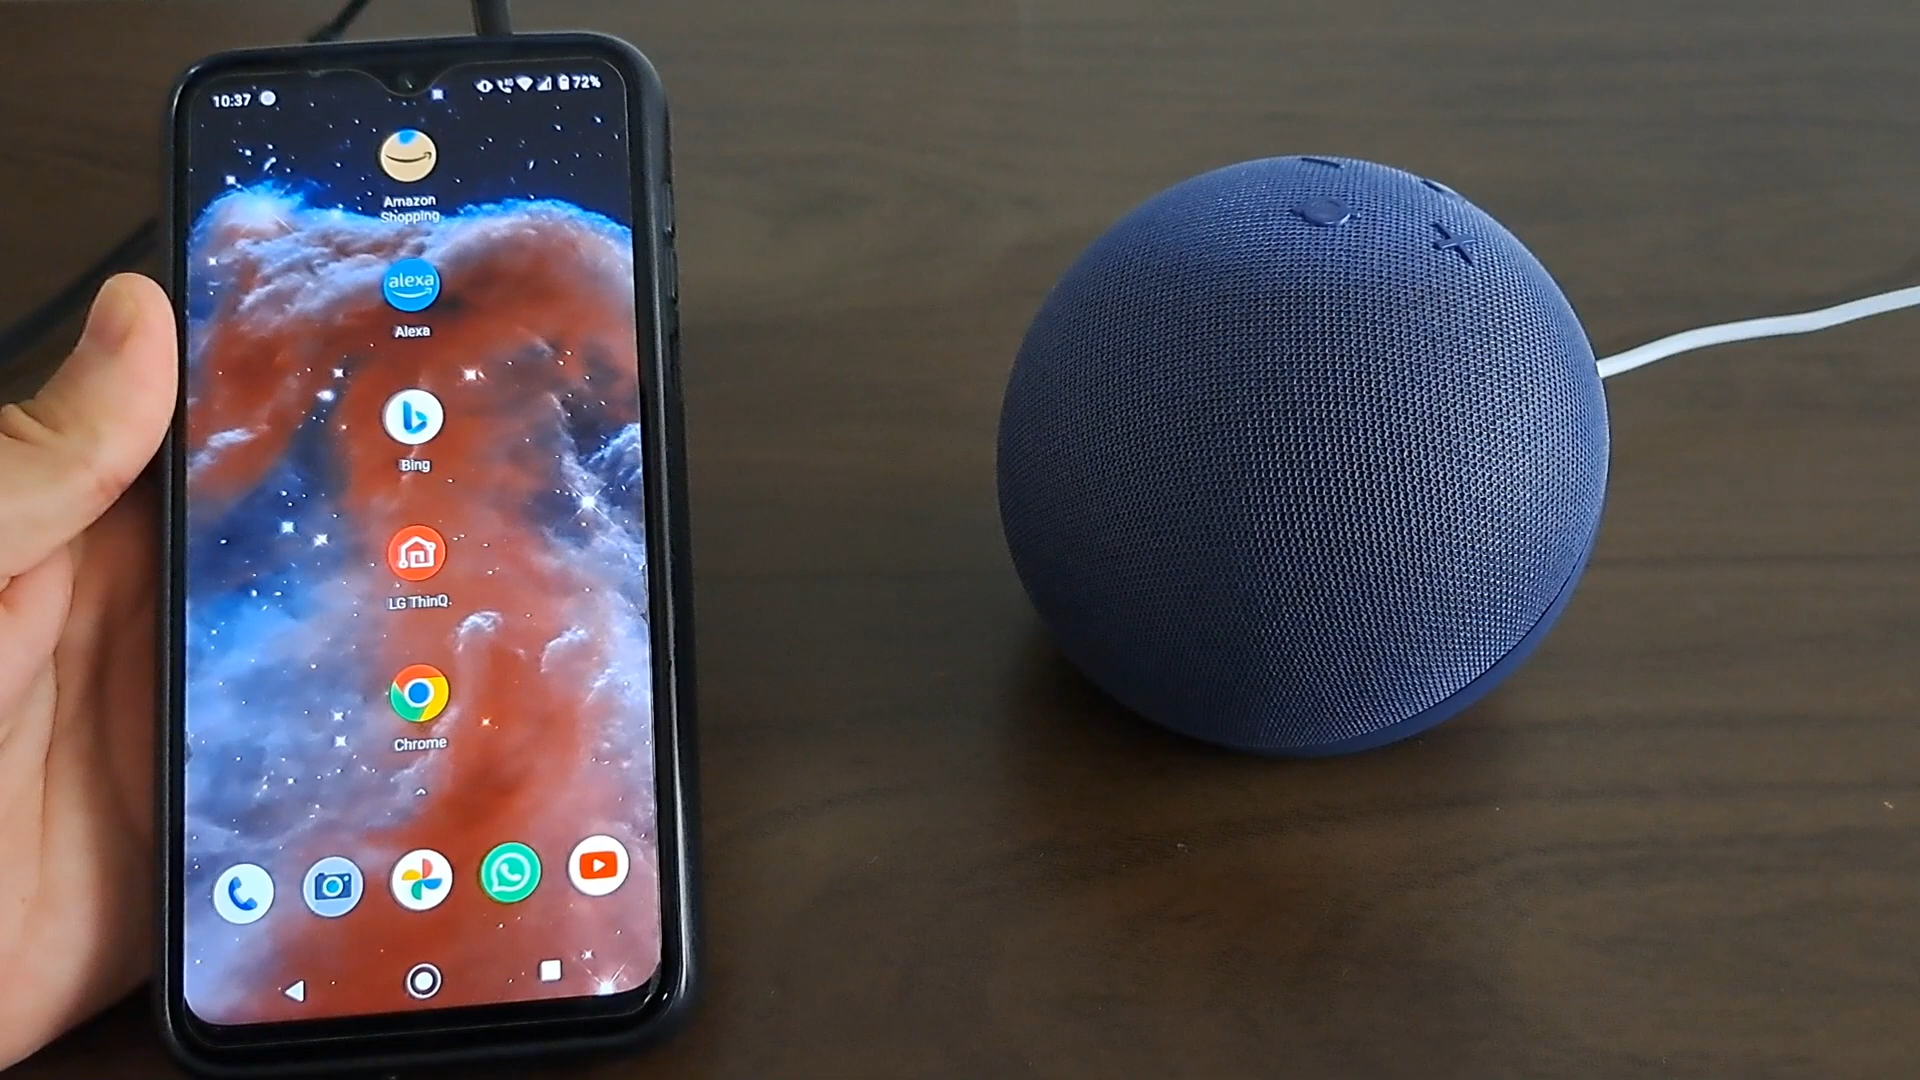 10:37
72%
Amazon
Shopping
alexa
Alexa
Bing
LG ThinQ
Chrome